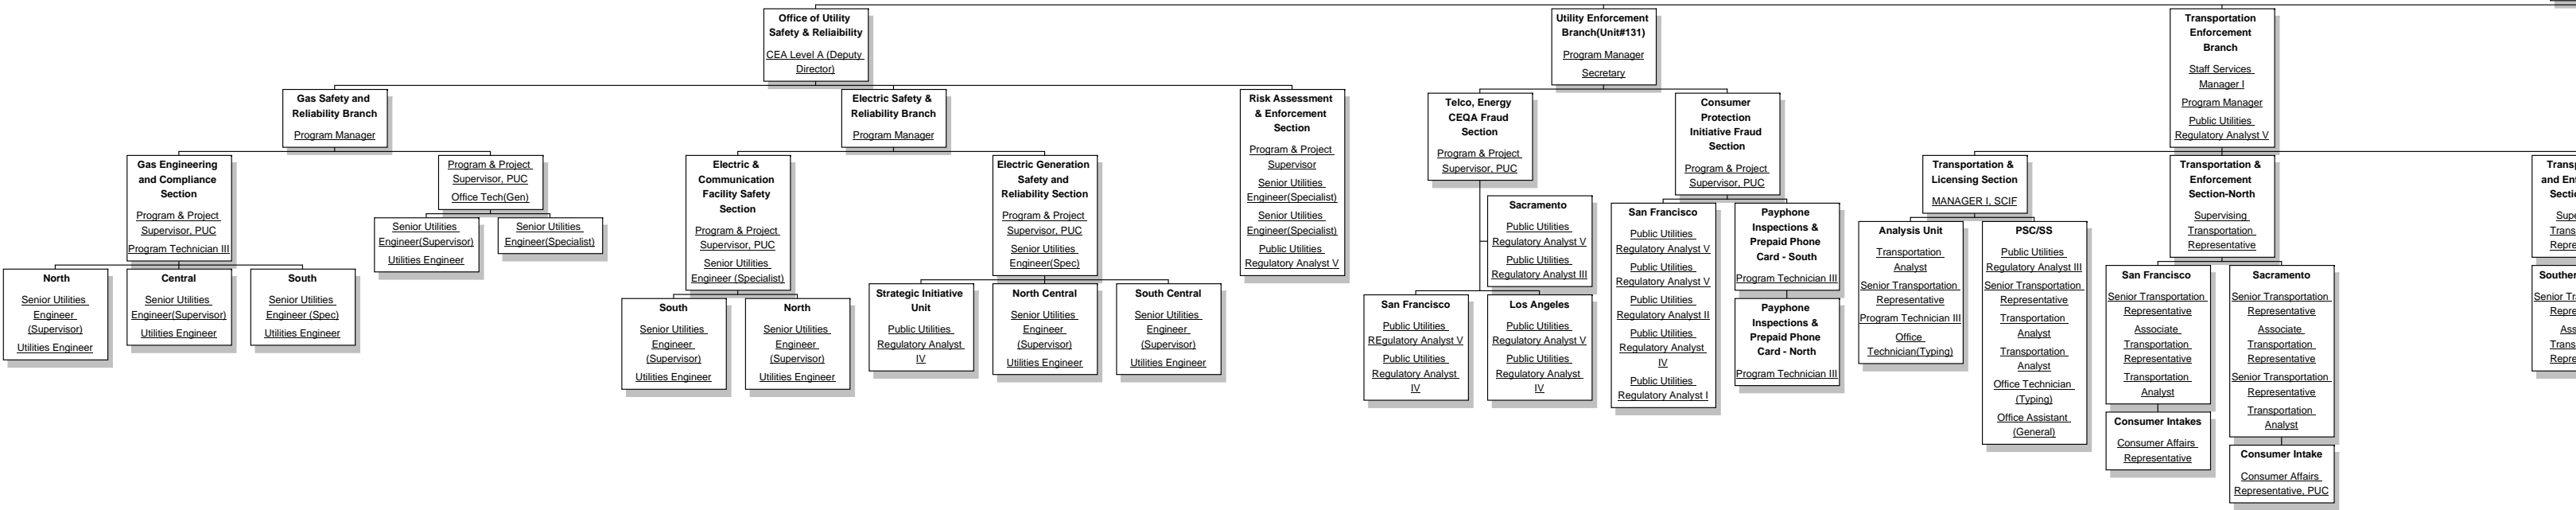 Office of Utility
Safety & Reliaibility
CEA Level A (Deputy
Director)
Utility Enforcement
Branch(Unit#131)
Program Manager
Secretary
Transportation
Enforcement
Branch
Staff Services
Manager I
Program Manager
Public Utilities
Regulatory Analyst V
Gas Safety and
Reliability Branch
Program Manager
Electric Safety &
Reliability Branch
Program Manager
Risk Assessment
& Enforcement
Section
Program & Project
Supervisor
Senior Utilities
Engineer(Specialist)
Senior Utilities
Engineer(Specialist)
Public Utilities
Regulatory Analyst V
Telco, Energy
CEQA Fraud
Section
Program & Project
Supervisor, PUC
Consumer
Protection
Initiative Fraud
Section
Program & Project
Supervisor, PUC
Gas Engineering
and Compliance
Section
Program & Project
Supervisor, PUC
Program Technician III
Program & Project
Supervisor, PUC
Office Tech(Gen)
Senior Utilities
Engineer(Supervisor)
Utilities Engineer
Senior Utilities
Engineer(Specialist)
Electric &
Communication
Facility Safety
Section
Program & Project
Supervisor, PUC
Senior Utilities
Engineer (Specialist)
Electric Generation
Safety and
Reliability Section
Program & Project
Supervisor, PUC
Senior Utilities
Engineer(Spec)
Transportation &
Licensing Section
MANAGER I, SCIF
Transportation &
Enforcement
Section-North
Supervising
Transportation
Representative
Transp
and En
Secti
Supe
Trans
Repre
North
Senior Utilities
Engineer
(Supervisor)
Utilities Engineer
Central
Senior Utilities
Engineer(Supervisor)
Utilities Engineer
South
Senior Utilities
Engineer (Spec)
Utilities Engineer
South
Senior Utilities
Engineer
(Supervisor)
Utilities Engineer
North
Senior Utilities
Engineer
(Supervisor)
Utilities Engineer
Strategic Initiative
Unit
Public Utilities
Regulatory Analyst
IV
North Central
Senior Utilities
Engineer
(Supervisor)
Utilities Engineer
South Central
Senior Utilities
Engineer
(Supervisor)
Utilities Engineer
Sacramento
Public Utilities
Regulatory Analyst V
Public Utilities
Regulatory Analyst III
San Francisco
Public Utilities
REgulatory Analyst V
Public Utilities
Regulatory Analyst
IV
Los Angeles
Public Utilities
Regulatory Analyst V
Public Utilities
Regulatory Analyst
IV
San Francisco
Public Utilities
Regulatory Analyst V
Public Utilities
Regulatory Analyst V
Public Utilities
Regulatory Analyst II
Public Utilities
Regulatory Analyst
IV
Public Utilities
Regulatory Analyst I
Payphone
Inspections &
Prepaid Phone
Card - South
Program Technician III
Payphone
Inspections &
Prepaid Phone
Card - North
Program Technician III
Analysis Unit
Transportation
Analyst
Senior Transportation
Representative
Program Technician III
Office
Technician(Typing)
PSC/SS
Public Utilities
Regulatory Analyst III
Senior Transportation
Representative
Transportation
Analyst
Transportation
Analyst
Office Technician
(Typing)
Office Assistant
(General)
San Francisco
Senior Transportation
Representative
Associate
Transportation
Representative
Transportation
Analyst
Consumer Intakes
Consumer Affairs
Representative
Sacramento
Senior Transportation
Representative
Associate
Transportation
Representative
Senior Transportation
Representative
Transportation
Analyst
Consumer Intake
Consumer Affairs
Representative, PUC
Souther
Senior Tr
Repre
Ass
Trans
Repre